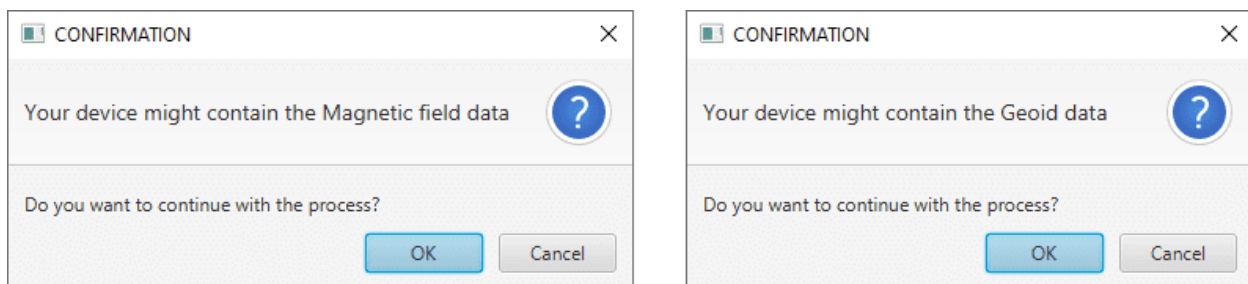 CONFIRMATION
Your device might contain the Magnetic field data
?
Do you want to continue with the process?
OK Cancel
CONFIRMATION
Your device might contain the Geoid data
?
Do you want to continue with the process?
OK Cancel